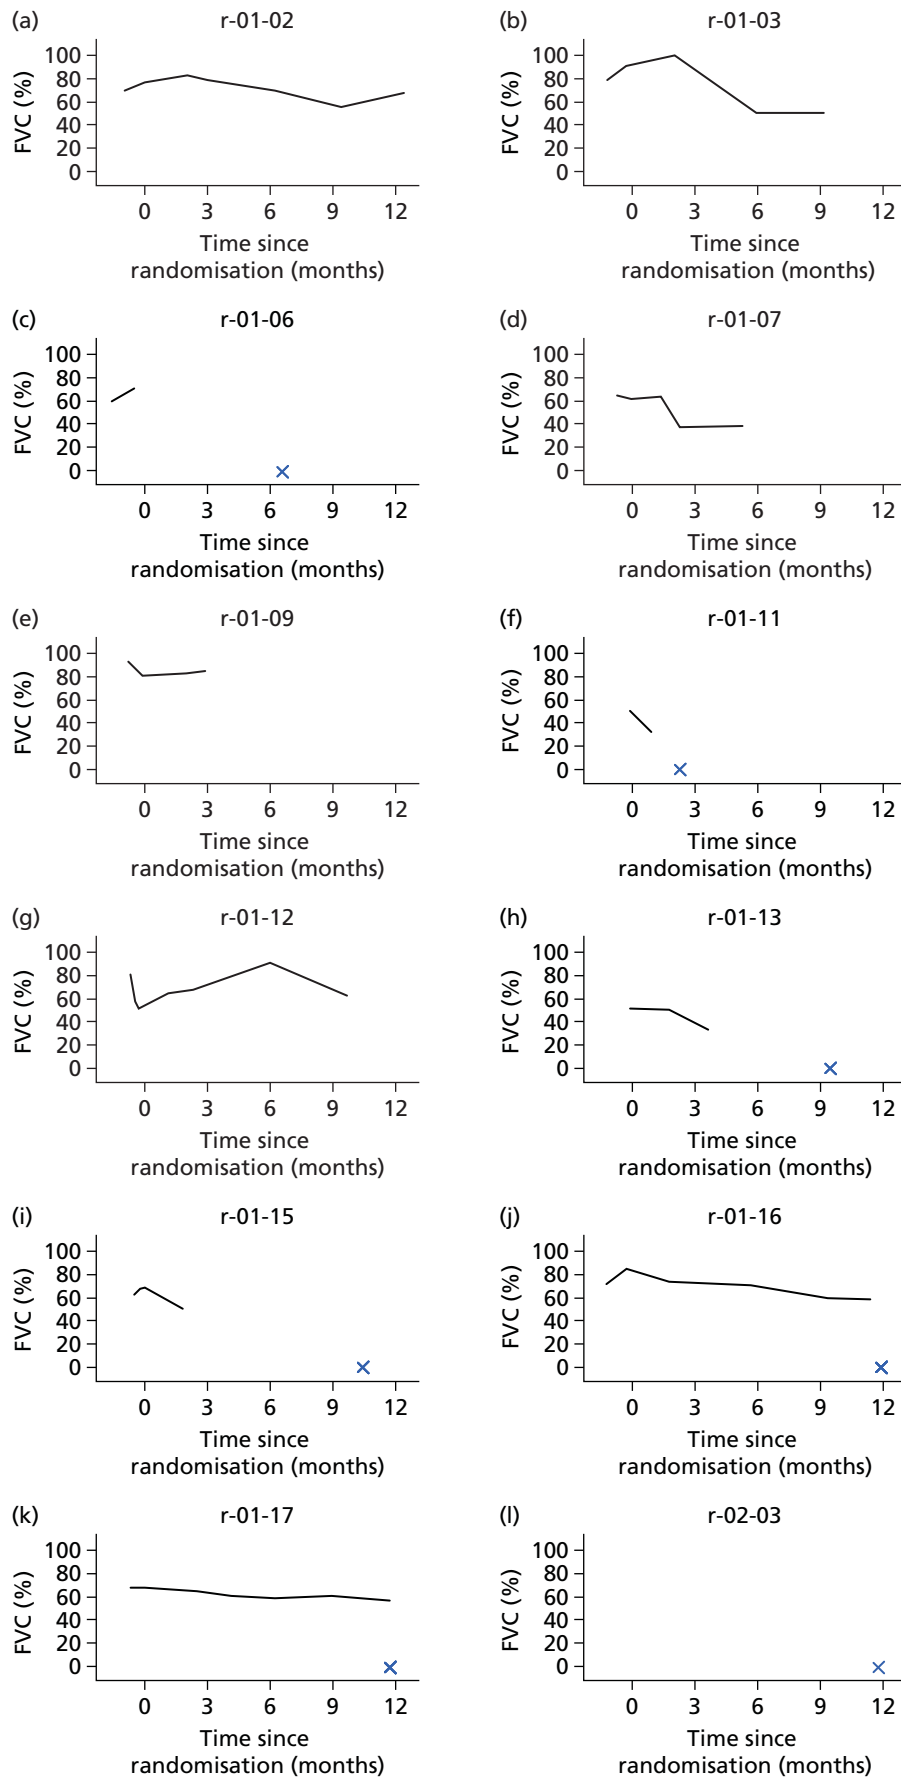 (a) r-01-02
FVC (%)
100
80
60
40
20
0
0 3 6 9 12
Time since
randomisation (months)
(b) r-01-03
FVC (%)
100
80
60
40
20
0
0 3 6 9 12
Time since
randomisation (months)
(c) r-01-06
FVC (%)
100
80
60
40
20
0
0 3 6 9 12
Time since
randomisation (months)
(d) r-01-07
FVC (%)
100
80
60
40
20
0
0 3 6 9 12
Time since
randomisation (months)
(e) r-01-09
FVC (%)
100
80
60
40
20
0
0 3 6 9 12
Time since
randomisation (months)
(f) r-01-11
FVC (%)
100
80
60
40
20
0
0 3 6 9 12
Time since
randomisation (months)
(g) r-01-12
FVC (%)
100
80
60
40
20
0
0 3 6 9 12
Time since
randomisation (months)
(h) r-01-13
FVC (%)
100
80
60
40
20
0
0 3 6 9 12
Time since
randomisation (months)
(i) r-01-15
FVC (%)
100
80
60
40
20
0
0 3 6 9 12
Time since
randomisation (months)
(j) r-01-16
FVC (%)
100
80
60
40
20
0
0 3 6 9 12
Time since
randomisation (months)
(k) r-01-17
FVC (%)
100
80
60
40
20
0
0 3 6 9 12
Time since
randomisation (months)
(l) r-02-03
FVC (%)
100
80
60
40
20
0
0 3 6 9 12
Time since
randomisation (months)